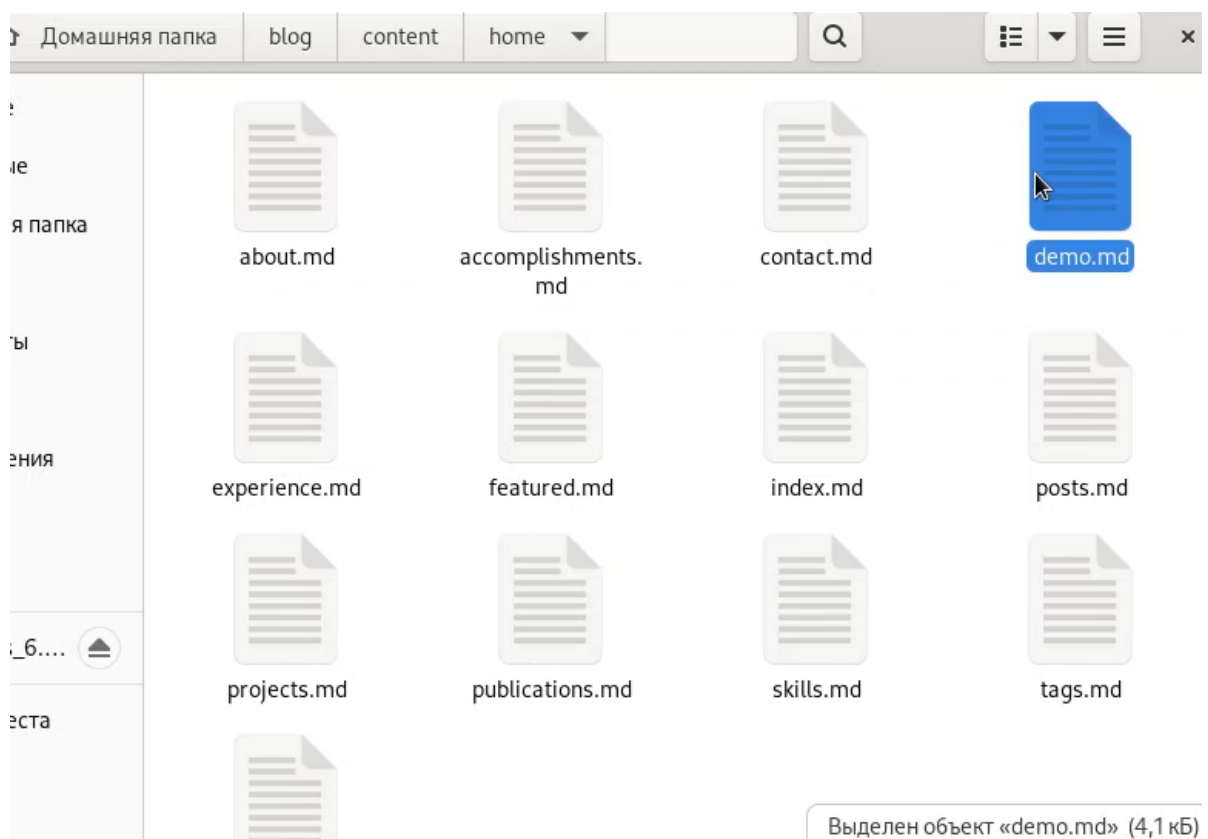 Домашняя папка blog content home
я папка
about.md accomplishments.md contact.md demo.md
experience.md featured.md index.md posts.md
projects.md publications.md skills.md tags.md
Выделен объект «demo.md» (4,1 кБ)